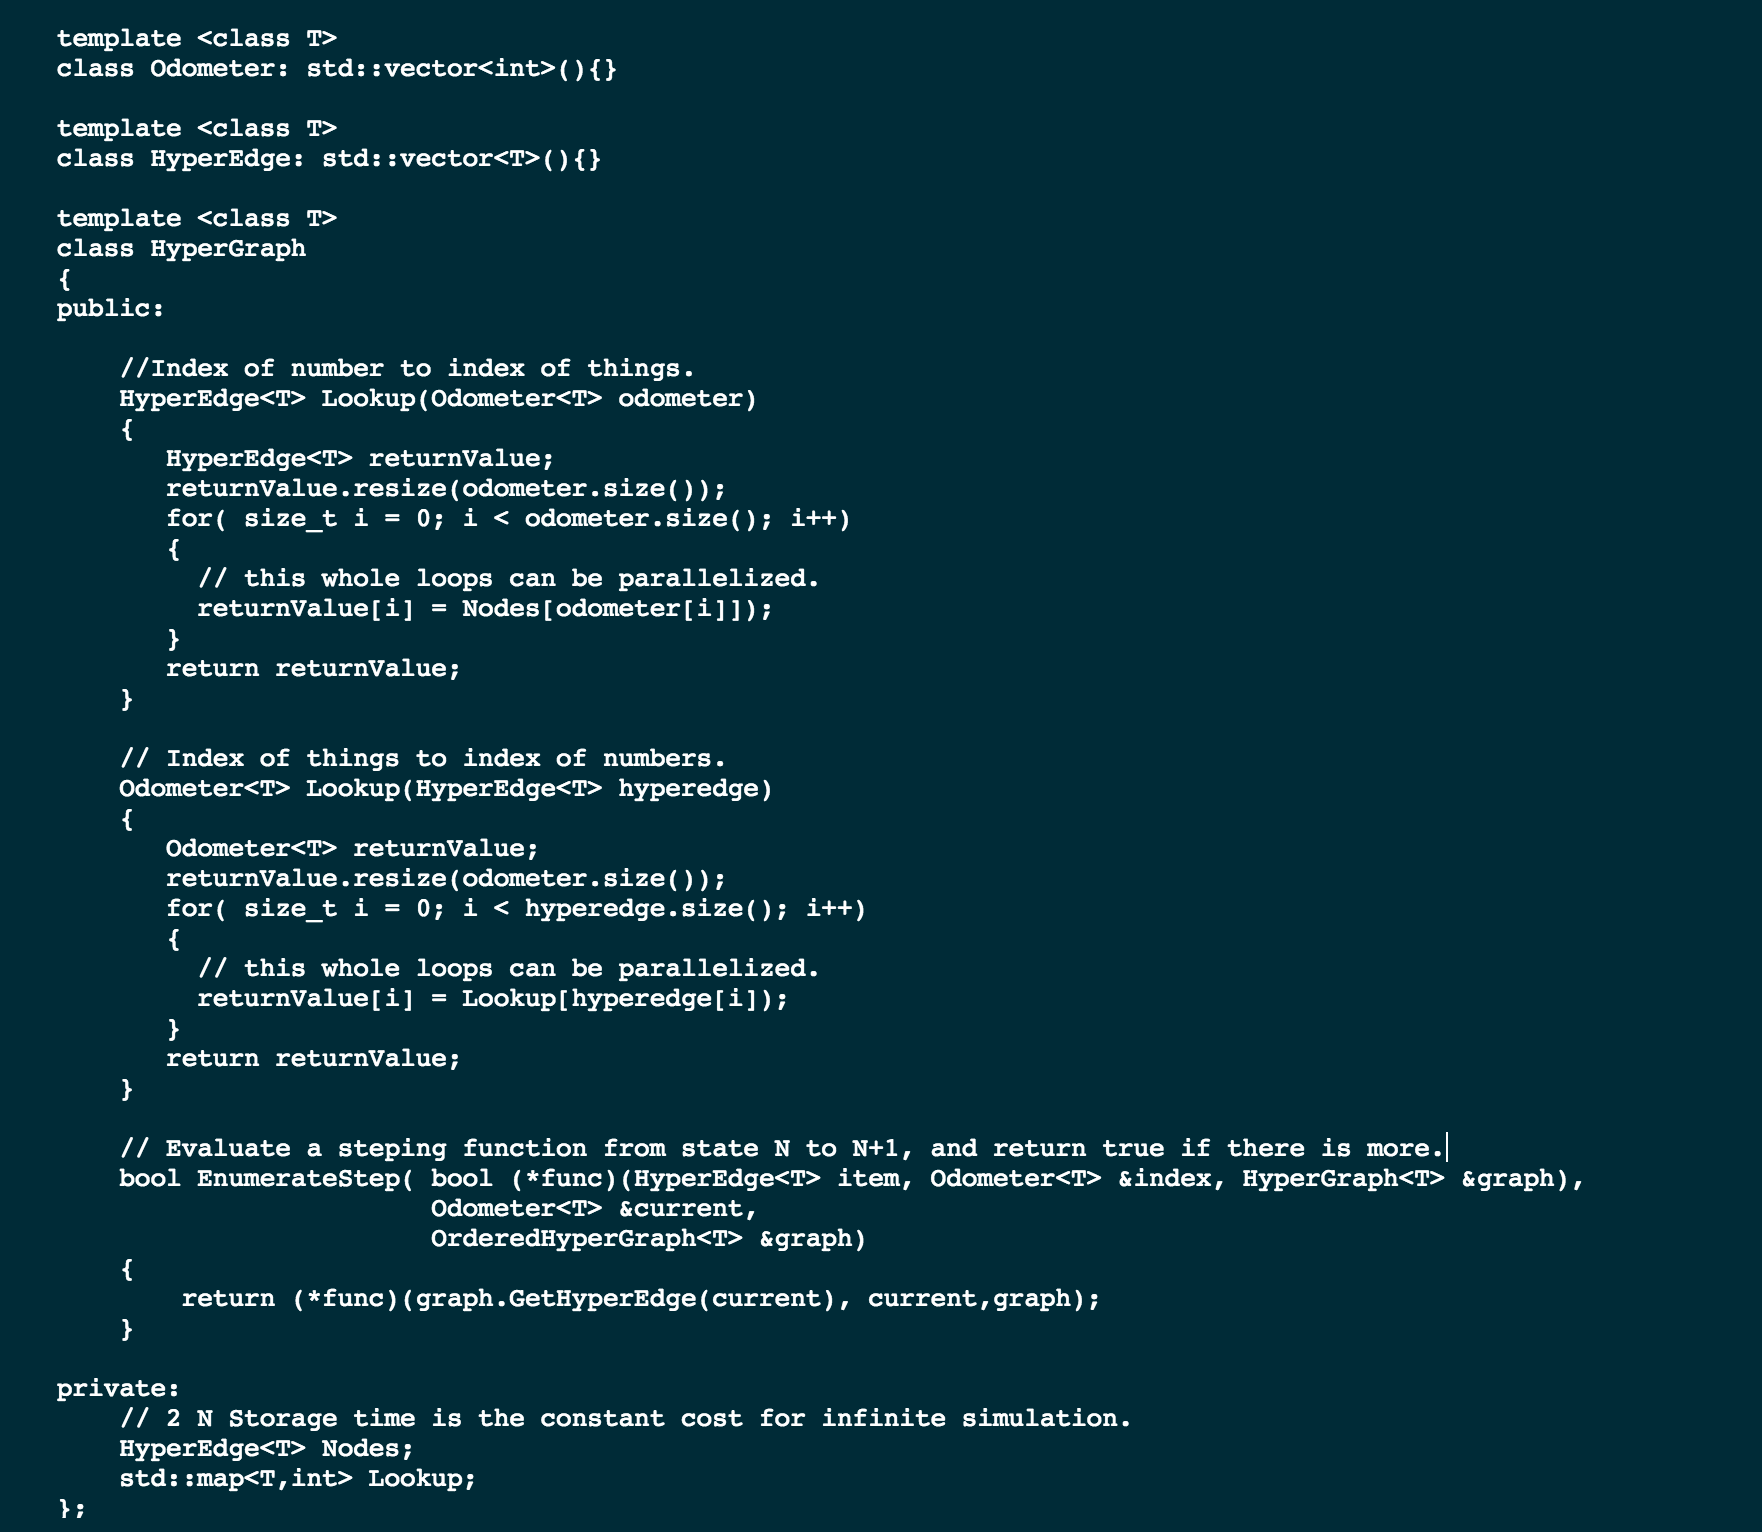 template <class T>
class Odometer: std::vector<int>(){}
template <class T>
class HyperEdge: std::vector<T>(){}
template <class T>
class HyperGraph
{
public:
//Index of number to index of things.
HyperEdge<T> Lookup(Odometer<T> odometer)
{
HyperEdge<T> returnValue;
returnValue.resize(odometer.size());
for( size_t i = 0; i < odometer.size(); i++)
{
// this whole loops can be parallelized.
returnValue[i] = Nodes[odometer[i]]);
}
return returnValue;
}
// Index of things to index of numbers.
Odometer<T> Lookup(HyperEdge<T> hyperedge)
{
Odometer<T> returnValue;
returnValue.resize(odometer.size());
for( size_t i = 0; i < hyperedge.size(); i++)
{
// this whole loops can be parallelized.
returnValue[i] = Lookup[hyperedge[i]);
}
return returnValue;
}
// Evaluate a steping function from state N to N+1, and return true if there is more.
bool EnumerateStep( bool (*func)(HyperEdge<T> item, Odometer<T> &index, HyperGraph<T> &graph),
Odometer<T> &current,
OrderedHyperGraph<T> &graph)
{
return (*func)(graph.GetHyperEdge(current), current,graph);
}
private:
// 2 N Storage time is the constant cost for infinite simulation.
HyperEdge<T> Nodes;
std::map<T,int> Lookup;
};